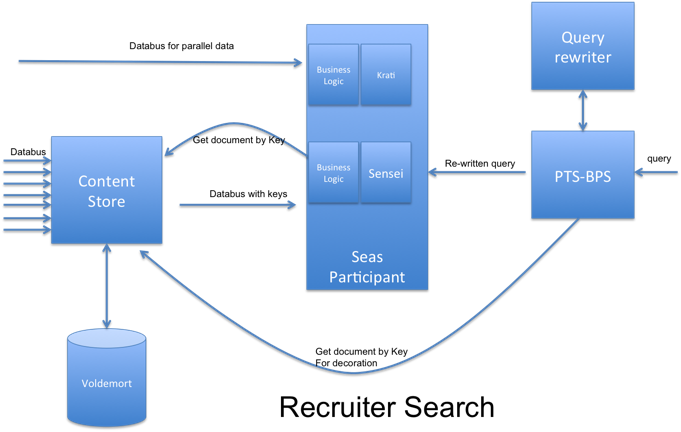 Databus for parallel data
Query
rewriter
Business
Logic
Krati
Get document by Key
Databus
Content
Store
Business
Logic
Sensei
Re-written query
PTS-BPS
query
Databus with keys
Seas
Participant
Get document by Key
For decoration
Voldemort
Recruiter Search